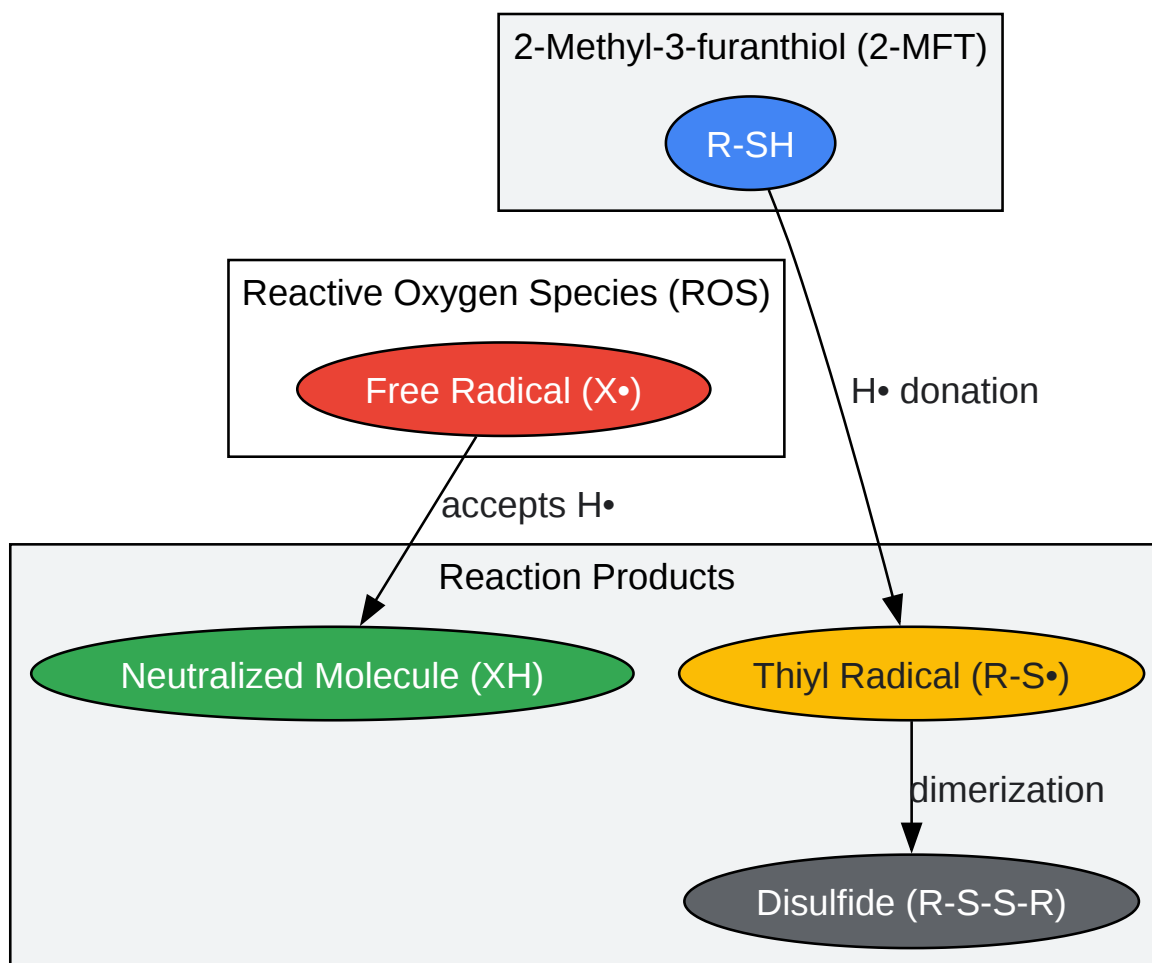 2-Methyl-3-furanthiol (2-MFT)
R-SH
Reactive Oxygen Species (ROS)
Free Radical (X•)
H• donation
accepts H•
Reaction Products
Neutralized Molecule (XH)
Thiyl Radical (R-S•)
dimerization
Disulfide (R-S-S-R)